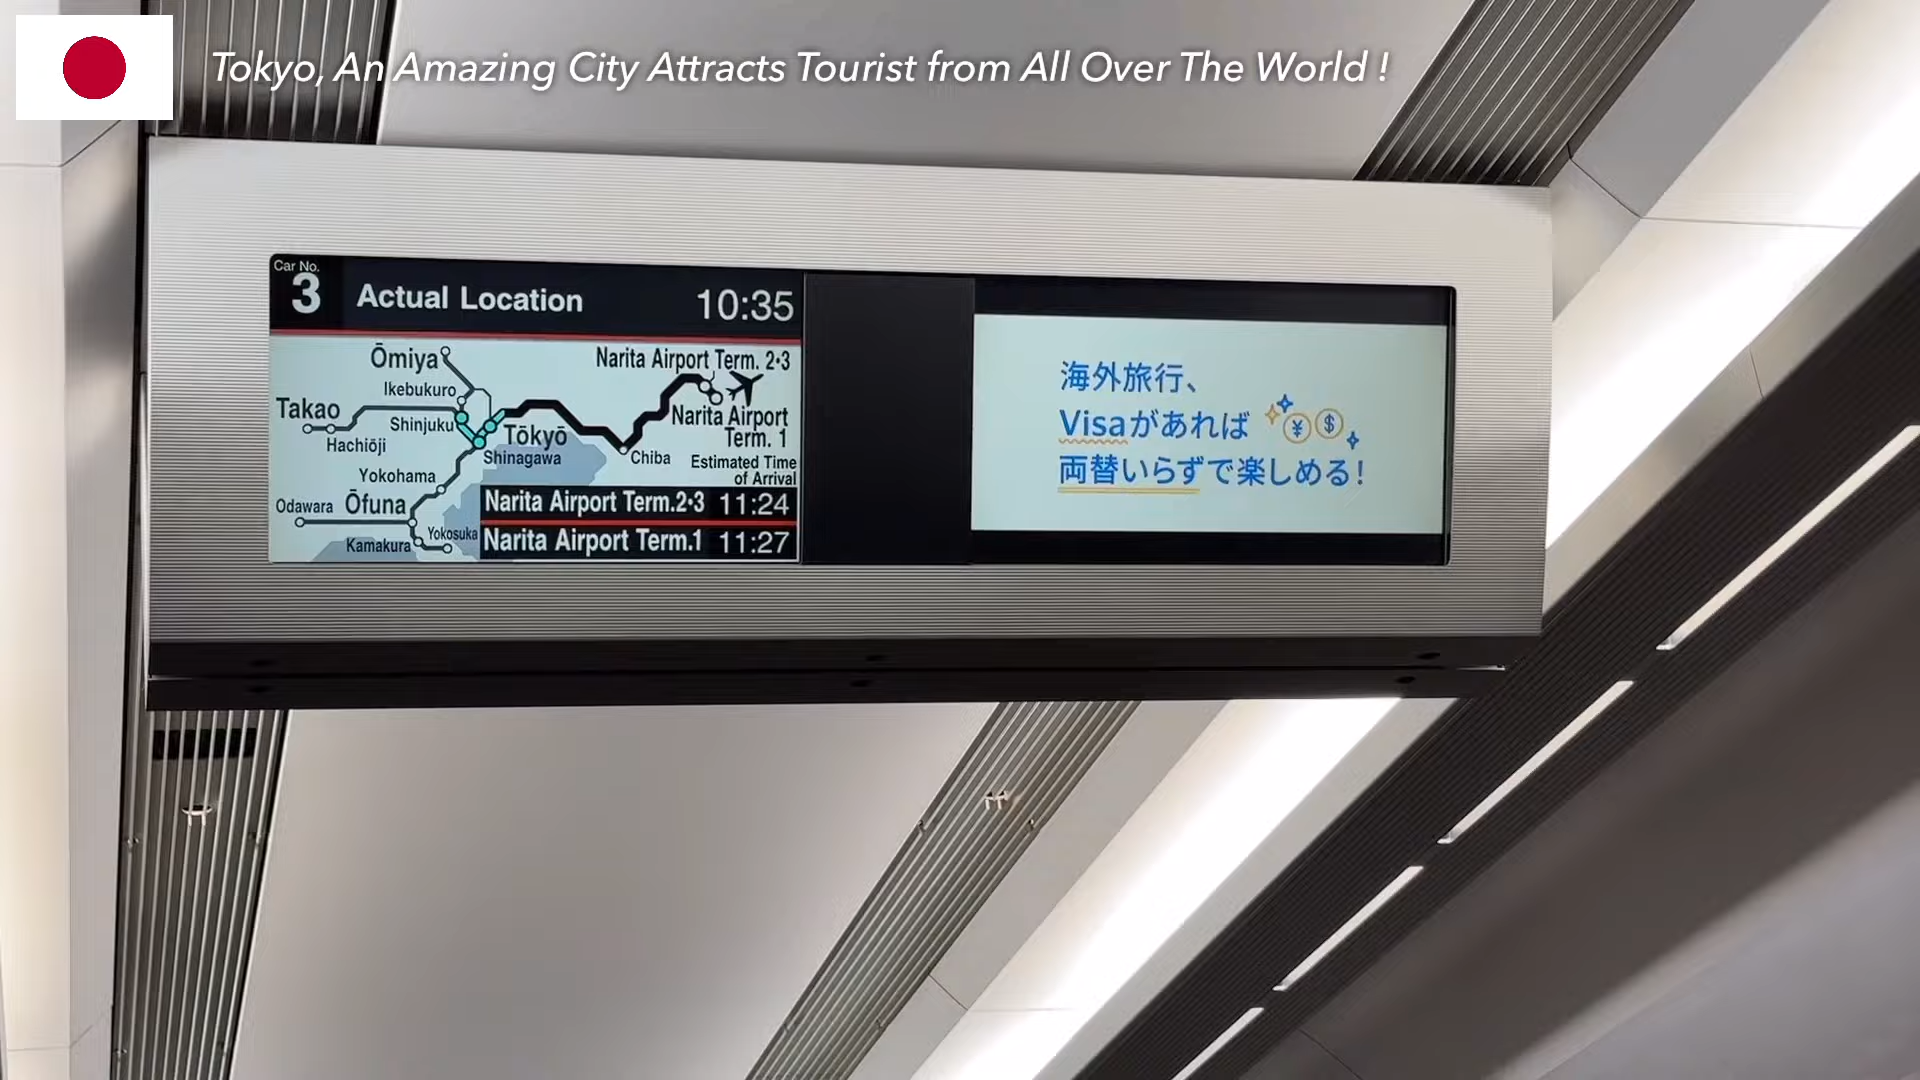 Tokyo, An Amazing City Attracts Tourist from All Over The World !
Car No.
3
Actual Location
10:35
Ōmiya
Ikebukuro
Takao
Hachiōji
Shinjuku
Tōkyō
Shinagawa
Yokohama
Odawara
Ōfuna
Kamakura
Yokosuka
Chiba
Narita Airport Term. 2•3
Narita Airport
Term. 1
Estimated Time
of Arrival
Narita Airport Term.2•3 11:24
Narita Airport Term.1 11:27
海外旅行、
Visaがあれば
¥ $
両替いらずで楽しめる!